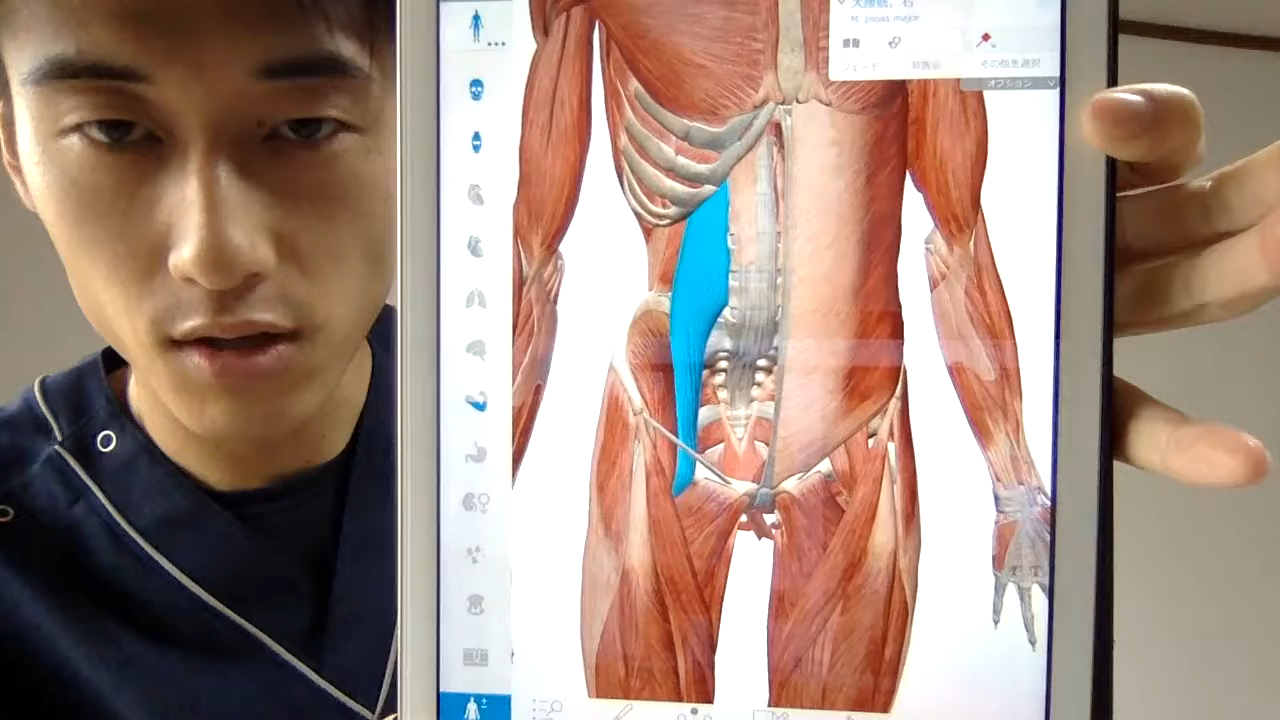 大腰筋, 右
M. psoas major
フェード
非表示
その他を選択
オプション